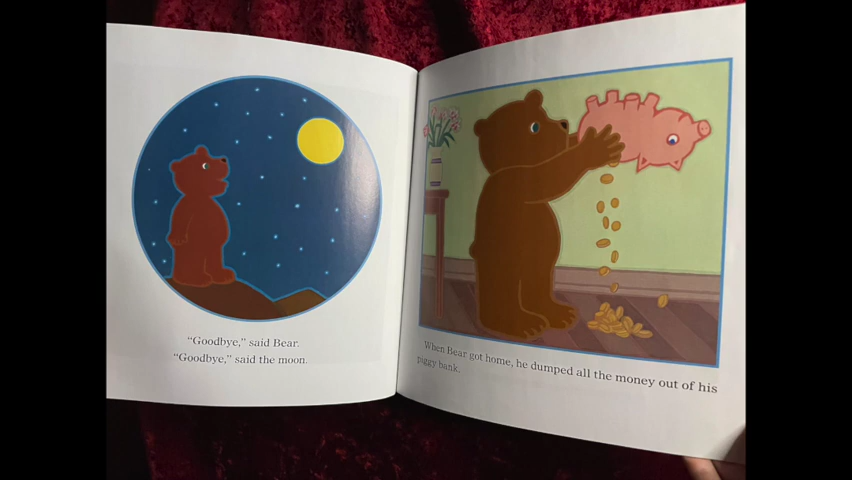 “Goodbye,” said Bear.
“Goodbye,” said the moon.
When Bear got home, he dumped all the money out of his
piggy bank.